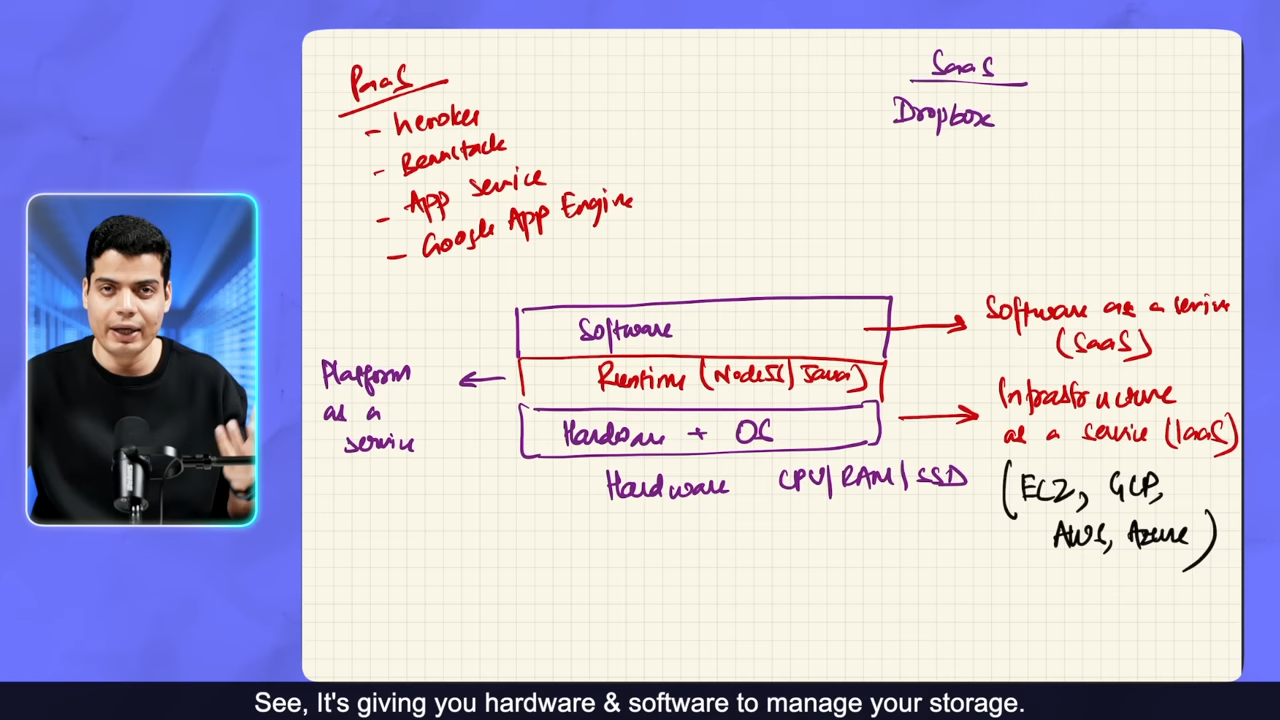 PaaS
- heroku
- Beanstack
- App service
- Google App Engine
SaaS
Dropbox
Software
Runtime (NodeJS | Java)
Hardware + OS
Hardware CPU/RAM/SSD
Platform
as a
service
Software as a service
(SaaS)
Infrastructure
as a service (IaaS)
(EC2, GCP,
AWS, Azure)
See, It's giving you hardware & software to manage your storage.